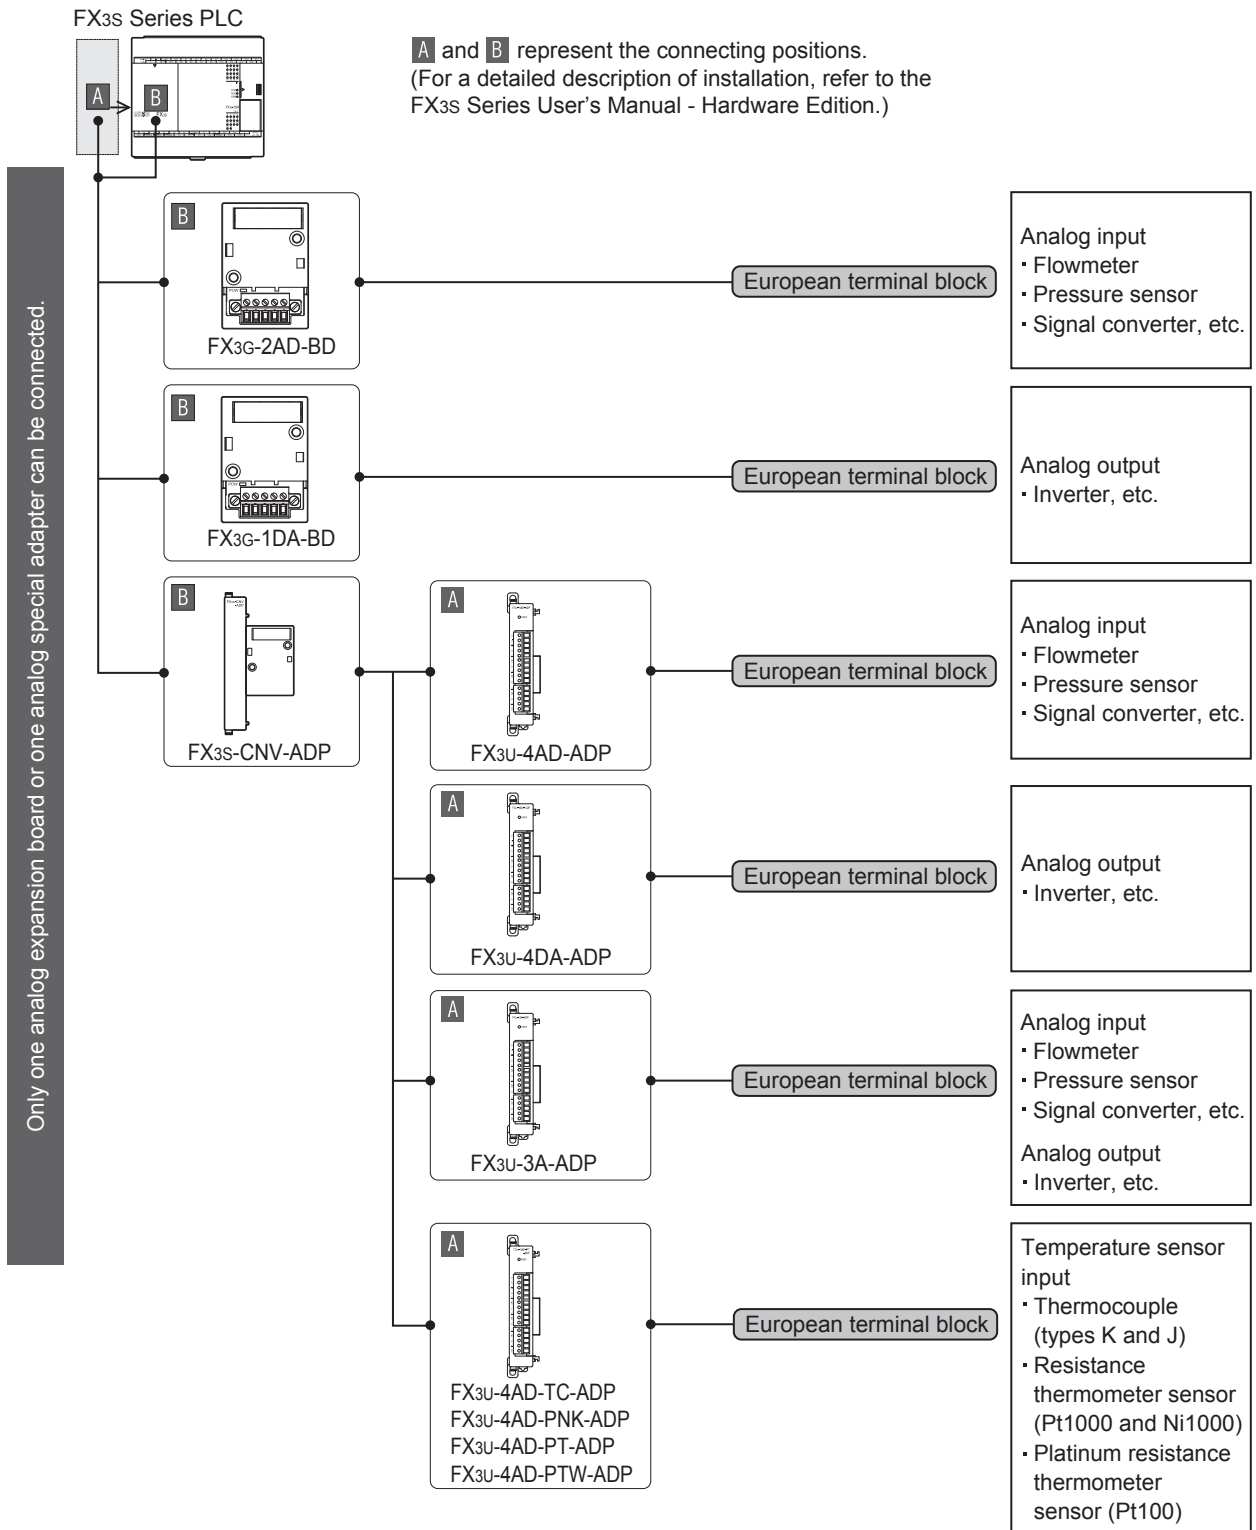 FX3S Series PLC
A and B represent the connecting positions.
(For a detailed description of installation, refer to the
FX3S Series User's Manual - Hardware Edition.)
A
B
Only one analog expansion board or one analog special adapter can be connected.
B
FX3G-2AD-BD
European terminal block
Analog input
· Flowmeter
· Pressure sensor
· Signal converter, etc.
B
FX3G-1DA-BD
European terminal block
Analog output
· Inverter, etc.
B
FX3S-CNV-ADP
A
FX3U-4AD-ADP
European terminal block
Analog input
· Flowmeter
· Pressure sensor
· Signal converter, etc.
A
FX3U-4DA-ADP
European terminal block
Analog output
· Inverter, etc.
A
FX3U-3A-ADP
European terminal block
Analog input
· Flowmeter
· Pressure sensor
· Signal converter, etc.
Analog output
· Inverter, etc.
A
FX3U-4AD-TC-ADP
FX3U-4AD-PNK-ADP
FX3U-4AD-PT-ADP
FX3U-4AD-PTW-ADP
European terminal block
Temperature sensor
input
· Thermocouple
(types K and J)
· Resistance
thermometer sensor
(Pt1000 and Ni1000)
· Platinum resistance
thermometer
sensor (Pt100)